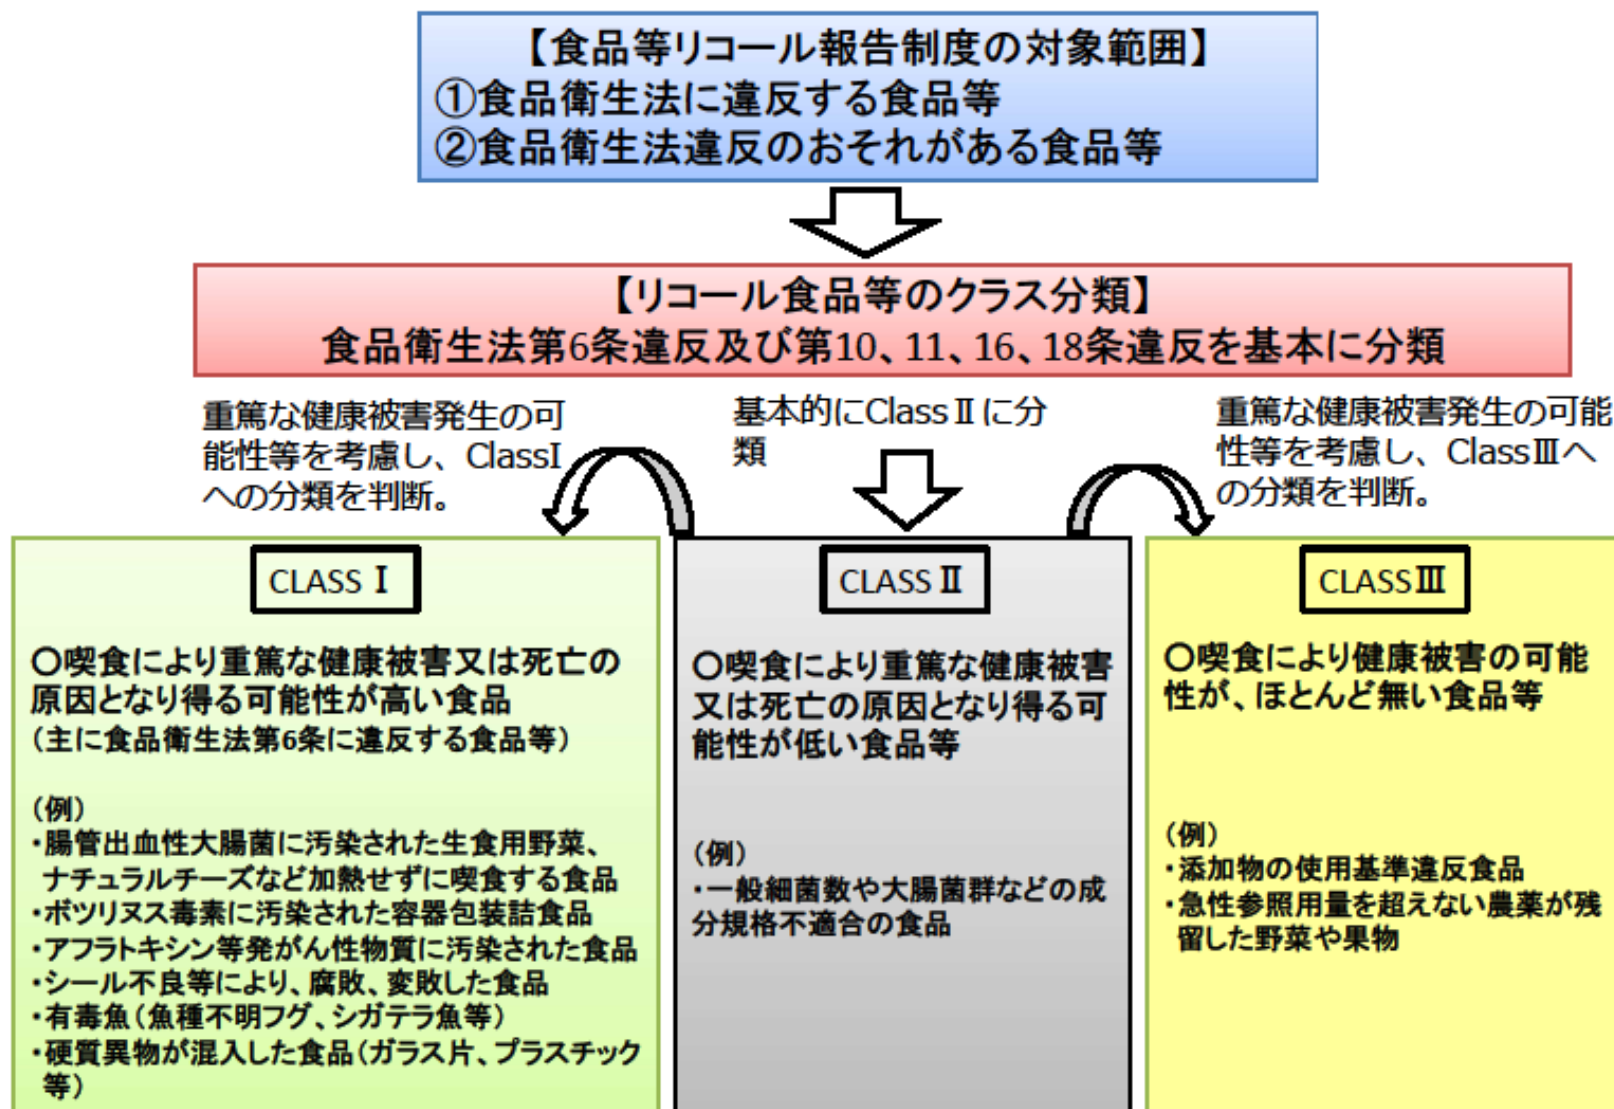 【食品等リコール報告制度の対象範囲】
①食品衛生法に違反する食品等
②食品衛生法違反のおそれがある食品等
【リコール食品等のクラス分類】
食品衛生法第6条違反及び第10、11、16、18条違反を基本に分類
重篤な健康被害発生の可
能性等を考慮し、ClassⅠ
への分類を判断。
基本的にClassⅡに分
類
重篤な健康被害発生の可能
性等を考慮し、ClassⅢへ
の分類を判断。
CLASSⅠ
〇喫食により重篤な健康被害又は死亡の
原因となり得る可能性が高い食品
（主に食品衛生法第6条に違反する食品等）
（例）
・腸管出血性大腸菌に汚染された生食用野菜、
ナチュラルチーズなど加熱せずに喫食する食品
・ボツリヌス毒素に汚染された容器包装詰食品
・アフラトキシン等発がん性物質に汚染された食品
・シール不良等により、腐敗、変敗した食品
・有毒魚（魚種不明フグ、シガテラ魚等）
・硬質異物が混入した食品（ガラス片、プラスチック
等）
CLASSⅡ
〇喫食により重篤な健康被害
又は死亡の原因となり得る可
能性が低い食品等
（例）
・一般細菌数や大腸菌群などの成
分規格不適合の食品
CLASSⅢ
〇喫食により健康被害の可能
性が、ほとんど無い食品等
（例）
・添加物の使用基準違反食品
・急性参照用量を超えない農薬が残
留した野菜や果物